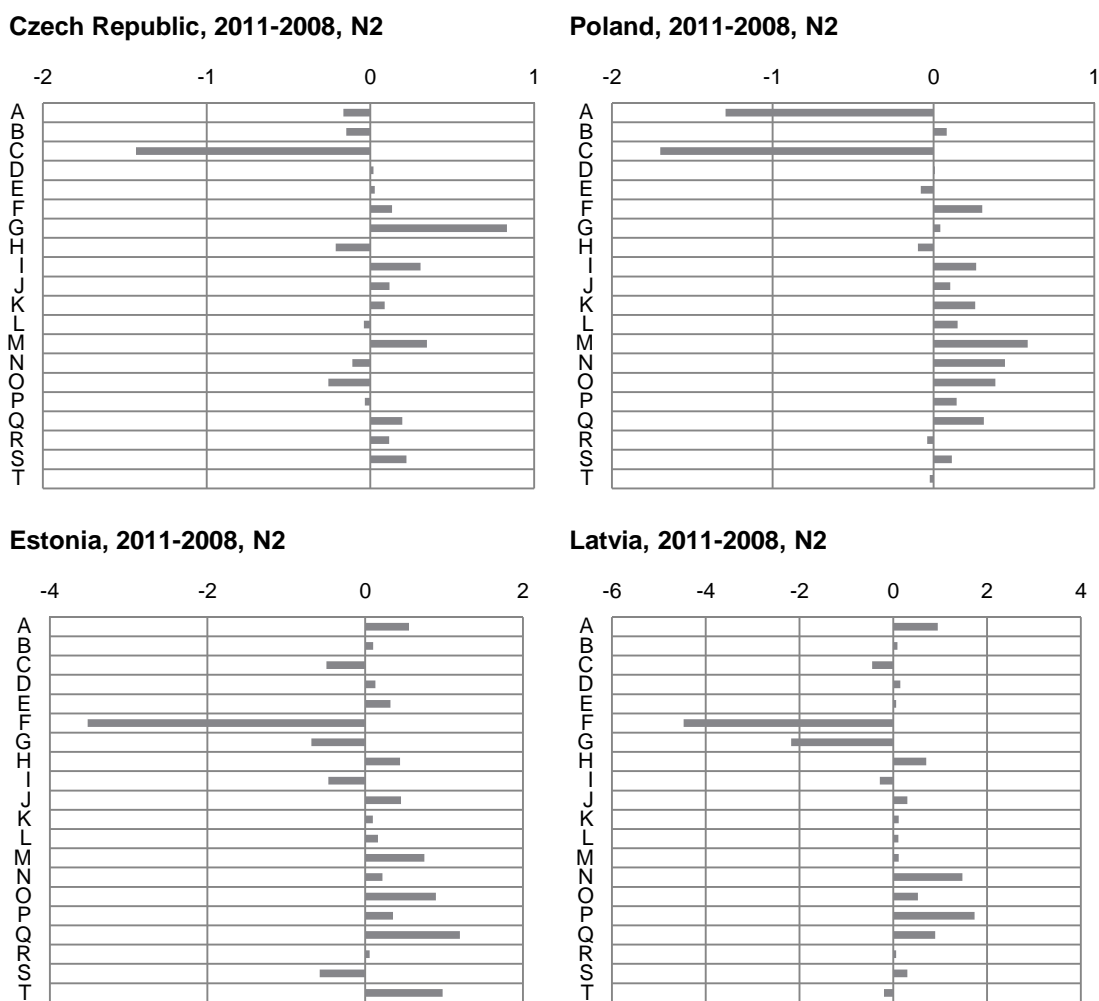 Czech Republic, 2011-2008, N2
-2 -1 0 1
A
B
C
D
E
F
G
H
I
J
K
L
M
N
O
P
Q
R
S
T
Poland, 2011-2008, N2
-2 -1 0 1
A
B
C
D
E
F
G
H
I
J
K
L
M
N
O
P
Q
R
S
T
Estonia, 2011-2008, N2
-4 -2 0 2
A
B
C
D
E
F
G
H
I
J
K
L
M
N
O
P
Q
R
S
T
Latvia, 2011-2008, N2
-6 -4 -2 0 2 4
A
B
C
D
E
F
G
H
I
J
K
L
M
N
O
P
Q
R
S
T